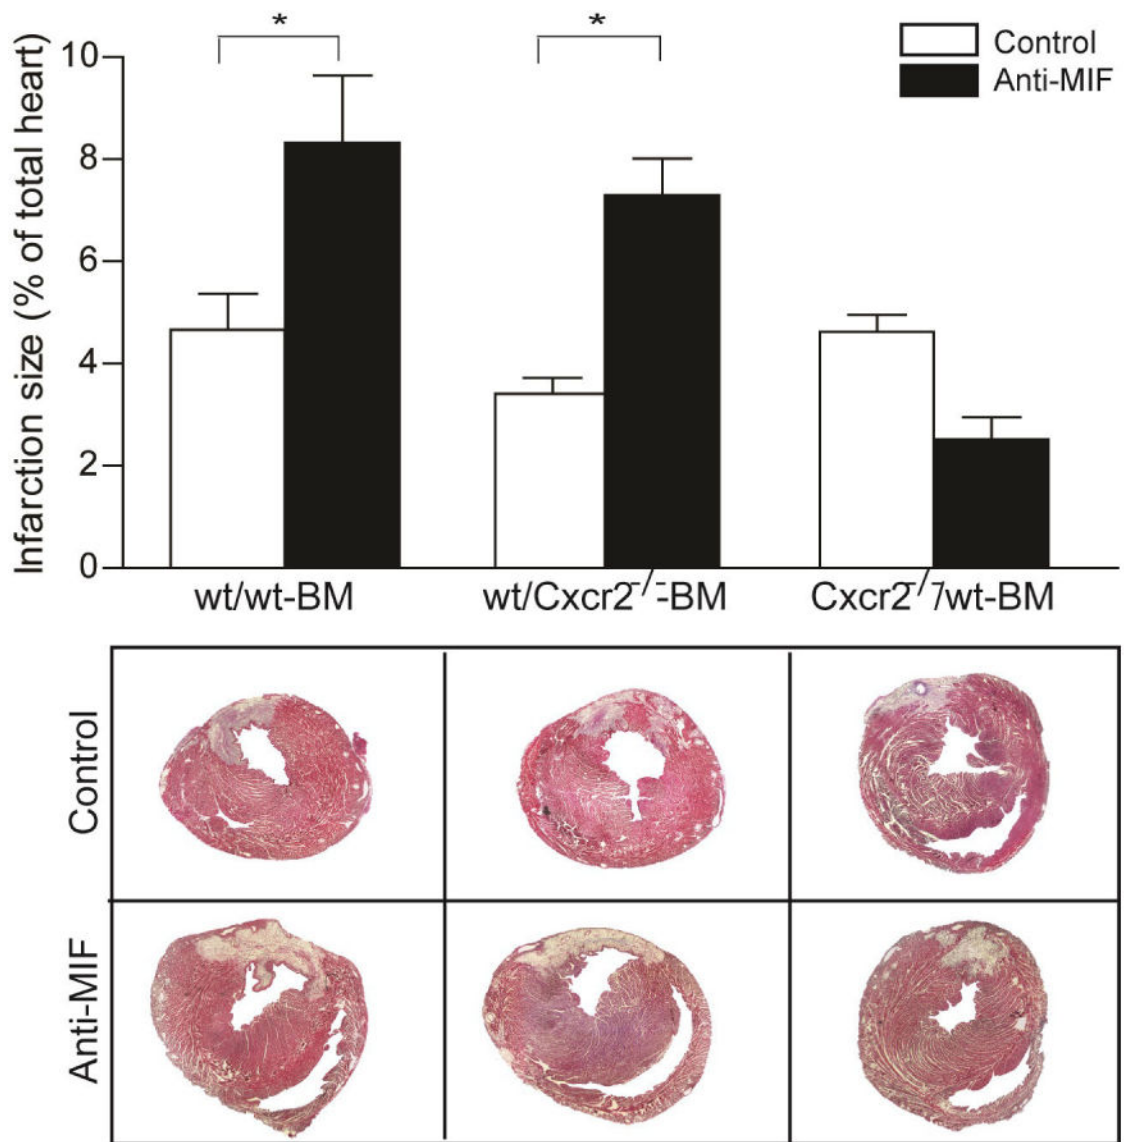 * *
Control
Anti-MIF
Infarction size (% of total heart)
10
8
6
4
2
0
wt/wt-BM wt/Cxcr2⁻/⁻-BM Cxcr2⁻/⁻/wt-BM
Control
Anti-MIF